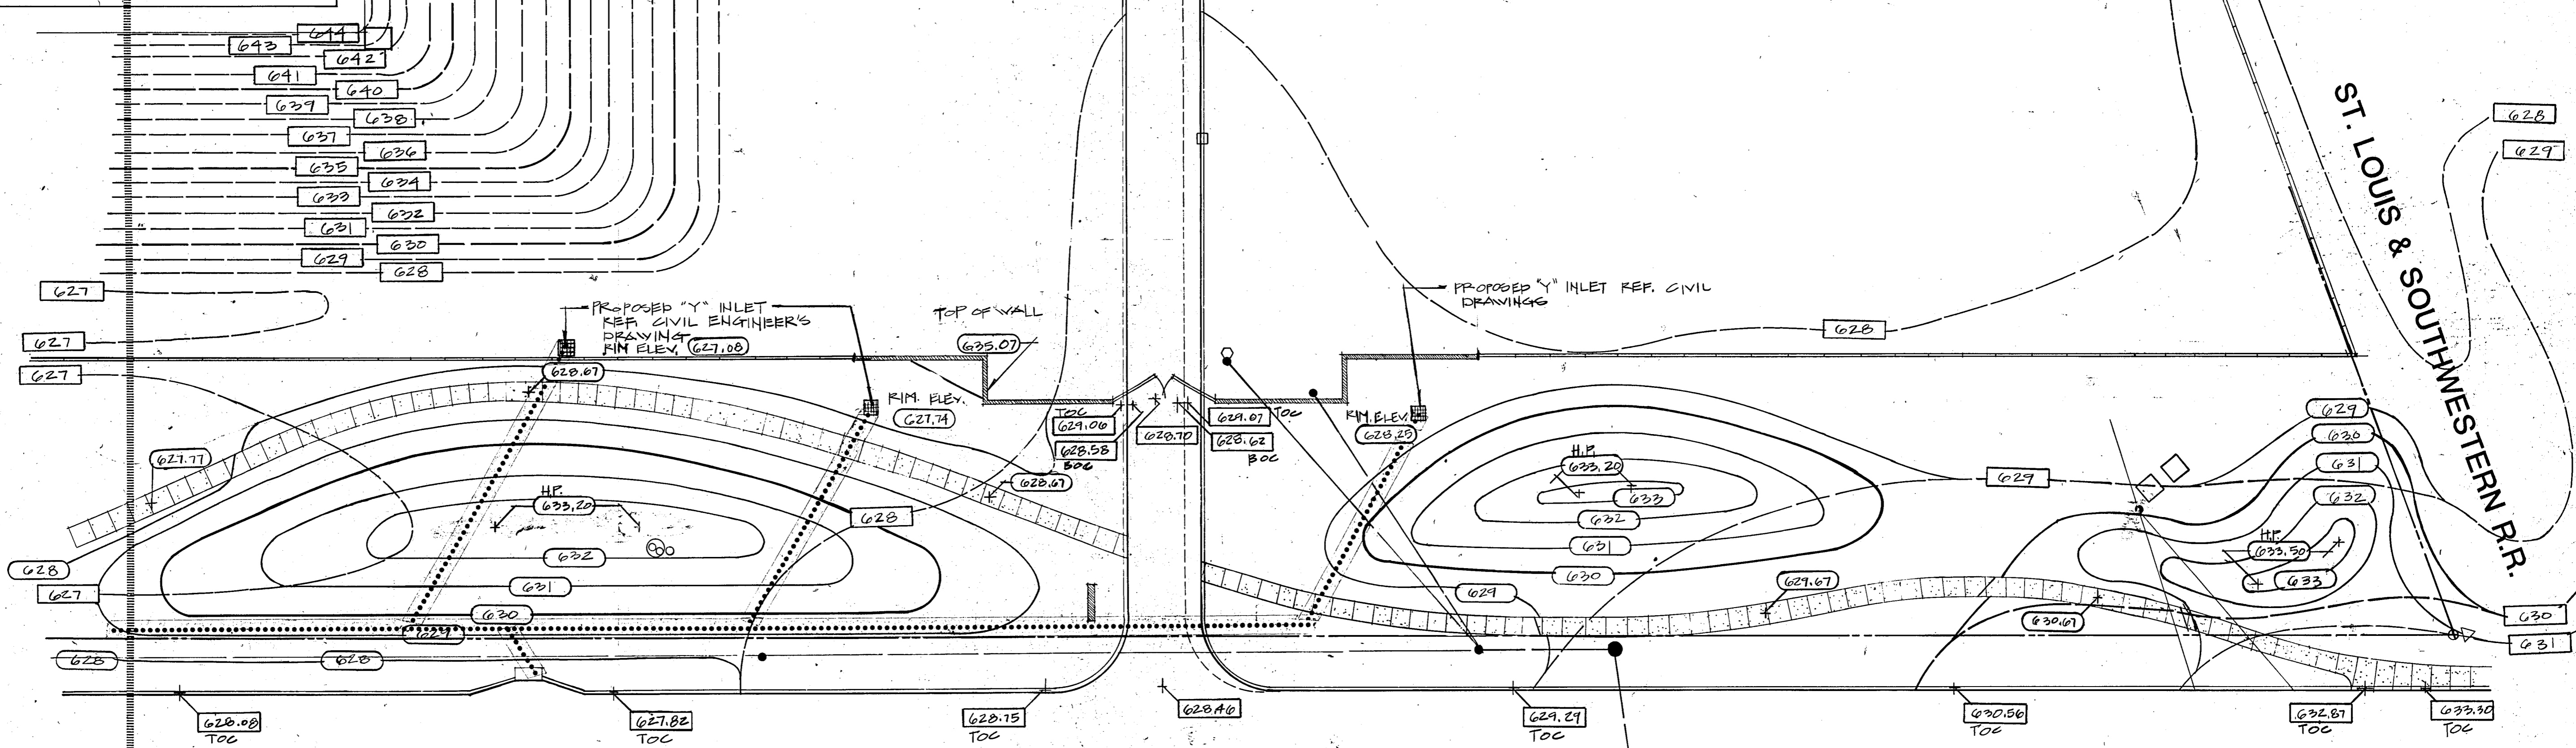 644
643
642
641
640
639
638
637
636
635
634
633
632
631
630
629
628
627
627
627
PROPOSED "Y" INLET
REF. CIVIL ENGINEER'S
DRAWING
RIM ELEV. 627.08
628.67
TOP OF WALL
635.07
RIM. ELEV.
627.74
TOC
629.06
628.58
BOC
628.70
629.07 TOC
628.62
BOC
PROPOSED "Y" INLET REF. CIVIL
DRAWINGS
RIM. ELEV.
628.25
628
ST. LOUIS & SOUTHWESTERN R.R.
628
629
627.77
H.P.
633.20
632
631
630
629
628
628.67
628
627
628
628
H.P.
633.20
633
632
631
630
629
629
629.67
630.67
629
630
631
632
H.P.
633.50
633
630
631
628.08
TOC
627.82
TOC
628.75
TOC
628.46
629.29
TOC
630.56
TOC
632.87
TOC
633.30
TOC